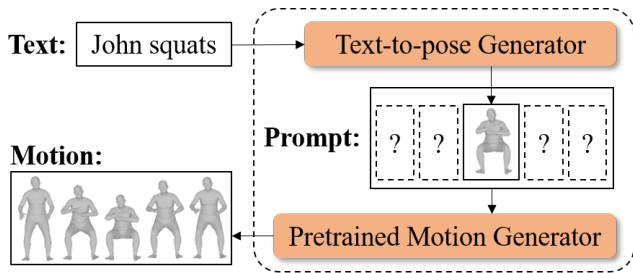 Text: John squats
Text-to-pose Generator
Prompt: ? ? ? ?
Motion:
Pretrained Motion Generator